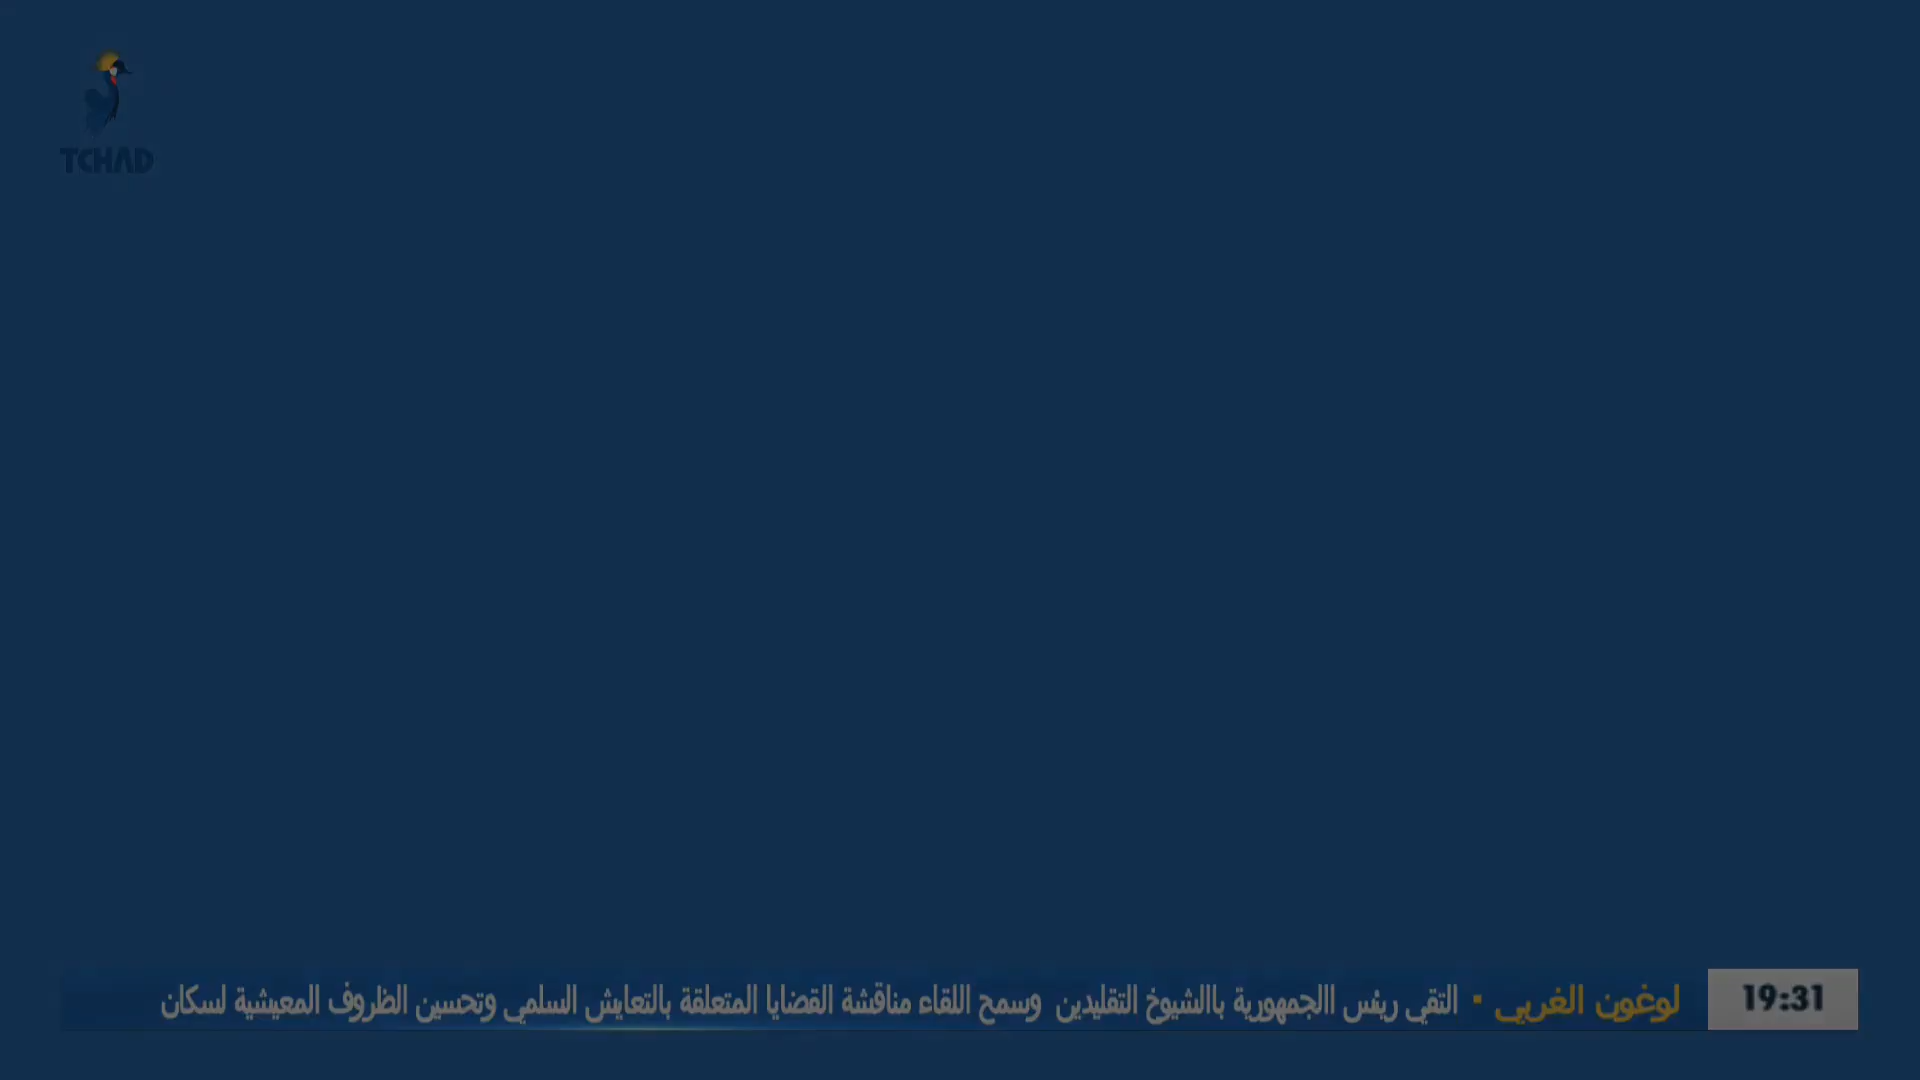 TCHAD
لوغون الغربي ▪ التقي ريئس االجمهورية باالشيوخ التقليدين وسمح اللقاء مناقشة القضايا المتعلقة بالتعايش السلمي وتحسين الظروف المعيشية لسكان
19:31